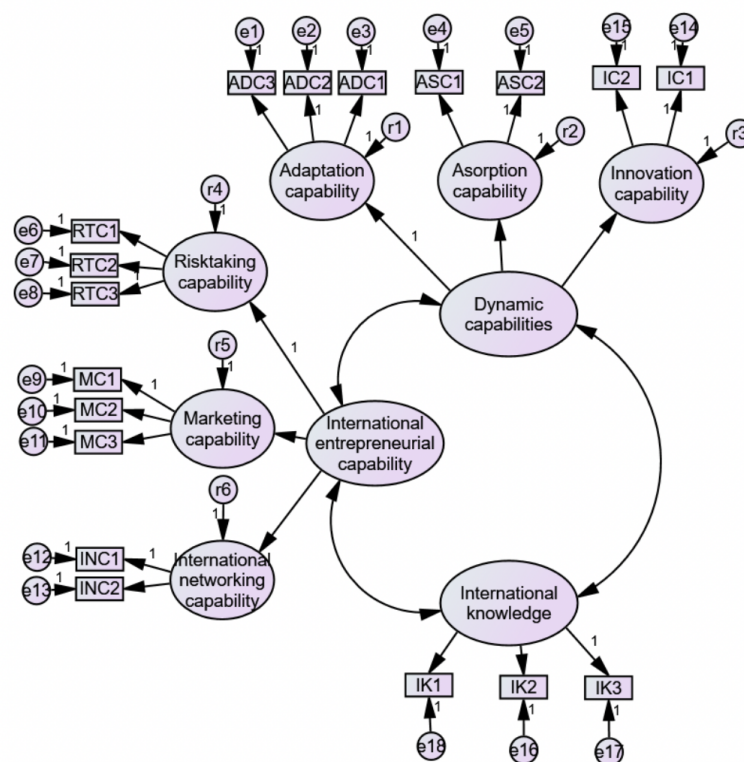 e1
e2
e3
e4
e5
e15
e14
1
1
1
1
1
1
1
ADC3
ADC2
ADC1
ASC1
ASC2
IC2
IC1
1
1
1
1
r1
1
r2
1
r3
Adaptation
capability
Asorption
capability
Innovation
capability
r4
1
e6
1
RTC1
e7
1
RTC2
e8
1
RTC3
1
Risktaking
capability
1
Dynamic
capabilities
1
r5
1
e9
1
MC1
1
e10
1
MC2
e11
1
MC3
Marketing
capability
International
entrepreneurial
capability
r6
1
e12
1
INC1
1
e13
1
INC2
International
networking
capability
International
knowledge
1
IK1
IK2
IK3
1
1
1
e18
e16
e17